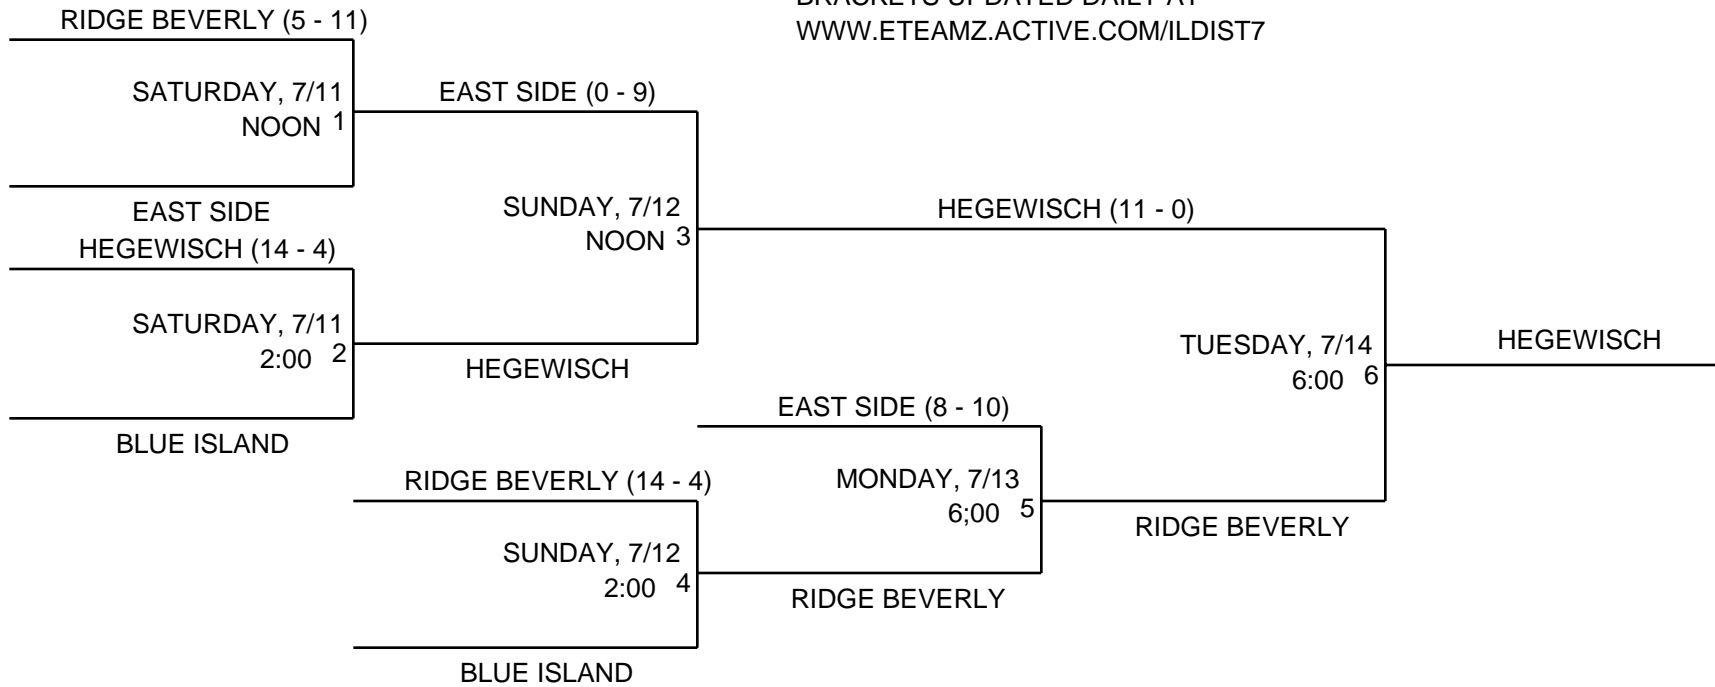 BRACKETS UPDATED DAILY AT
WWW.ETEAMZ.ACTIVE.COM/ILDIST7
RIDGE BEVERLY (5 - 11)
SATURDAY, 7/11
NOON 1
EAST SIDE
EAST SIDE (0 - 9)
HEGEWISCH (14 - 4)
SATURDAY, 7/11
2:00 2
BLUE ISLAND
SUNDAY, 7/12
NOON 3
HEGEWISCH
HEGEWISCH (11 - 0)
TUESDAY, 7/14
6:00 6
HEGEWISCH
EAST SIDE (8 - 10)
MONDAY, 7/13
6;00 5
RIDGE BEVERLY
RIDGE BEVERLY (14 - 4)
SUNDAY, 7/12
2:00 4
RIDGE BEVERLY
BLUE ISLAND